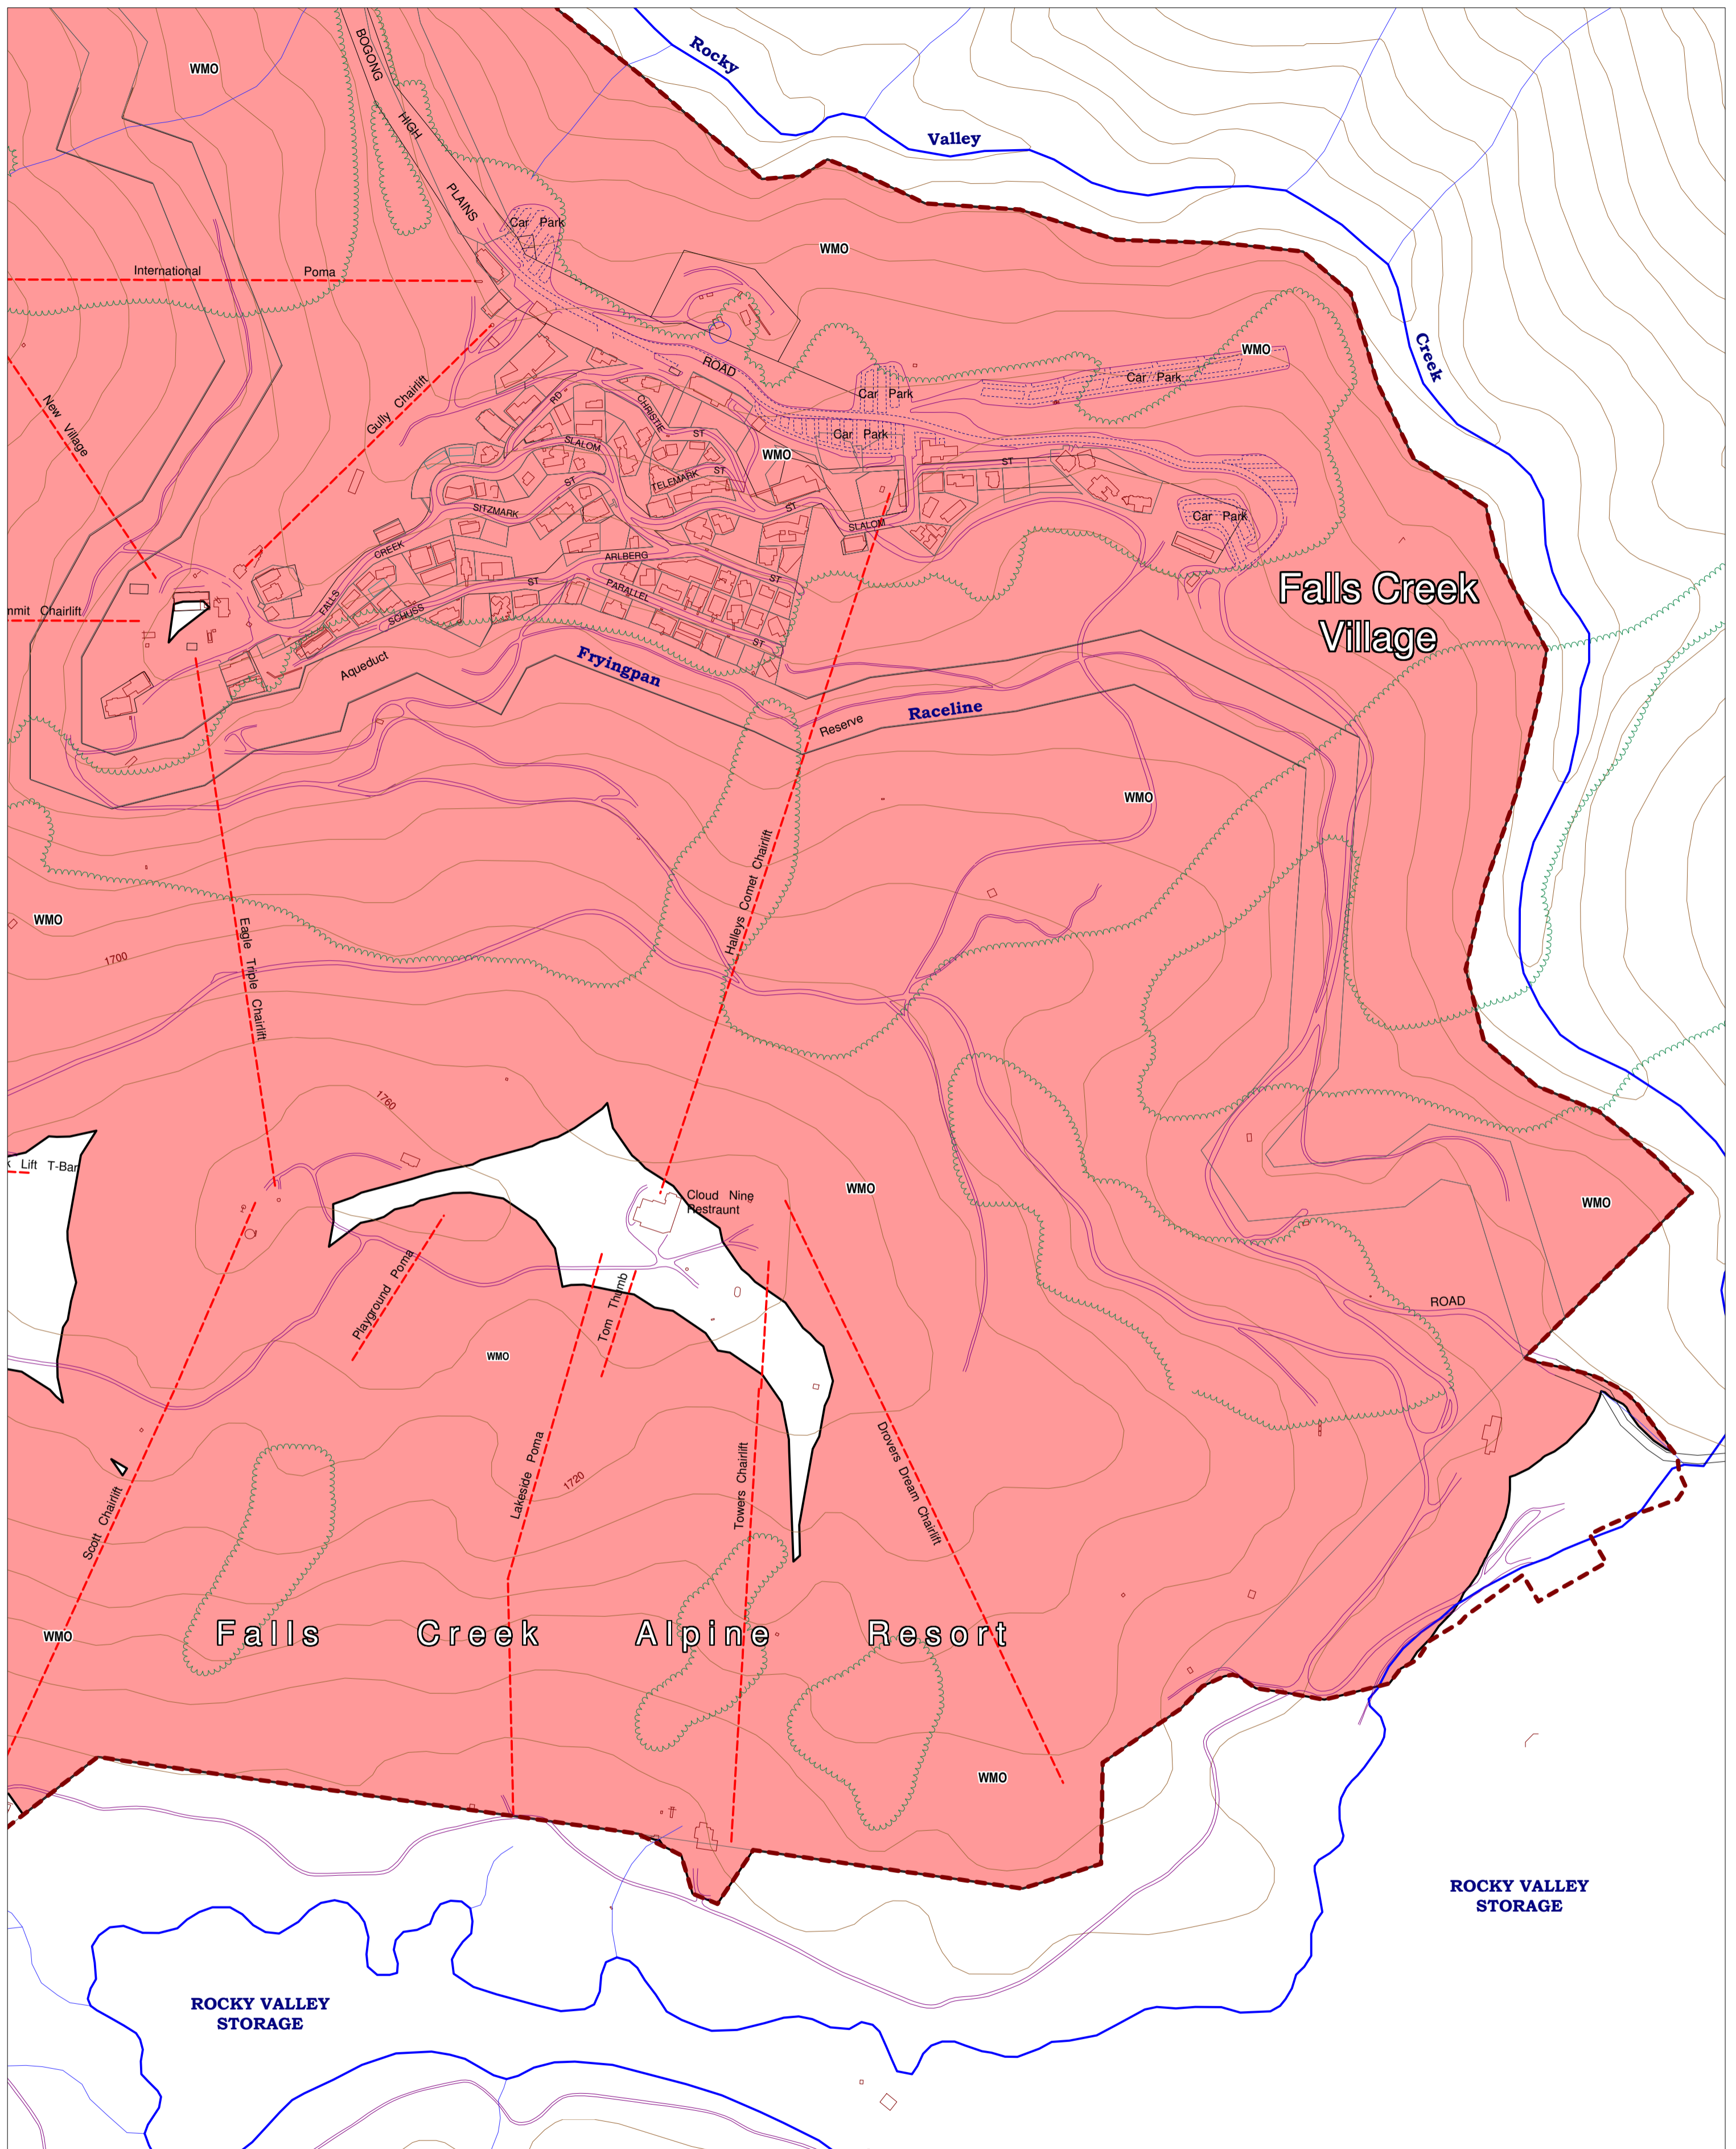 Rocky
BOGONG
WMO
HIGH
Valley
PLAINS
Car Park
WMO
International Poma
Creek
WMO
ROAD
Car Park
Car Park
Gully Chairlift
New Village
RD
CHRISTIE
ST
Car Park
SLALOM
WMO
ST
TELEMARK
ST
ST
SITZMARK
ST
SLALOM
Car Park
CREEK
ARLBERG
ST
ST
PARALLEL
Falls Creek
Village
FALLS
SCHUSS
nmit Chairlift
ST
Aqueduct
Fryingpan
Raceline
Reserve
WMO
Halleys Comet Chairlift
WMO
1700
Eagle Triple Chairlift
1760
Lift T-Bar
WMO
Cloud Nine
Restraunt
WMO
Playground Poma
Tom Thumb
ROAD
WMO
Lakeside Poma
1720
Towers Chairlift
Drovers Dream Chairlift
Scott Chairlift
WMO
Falls Creek Alpine Resort
WMO
ROCKY VALLEY
STORAGE
ROCKY VALLEY
STORAGE